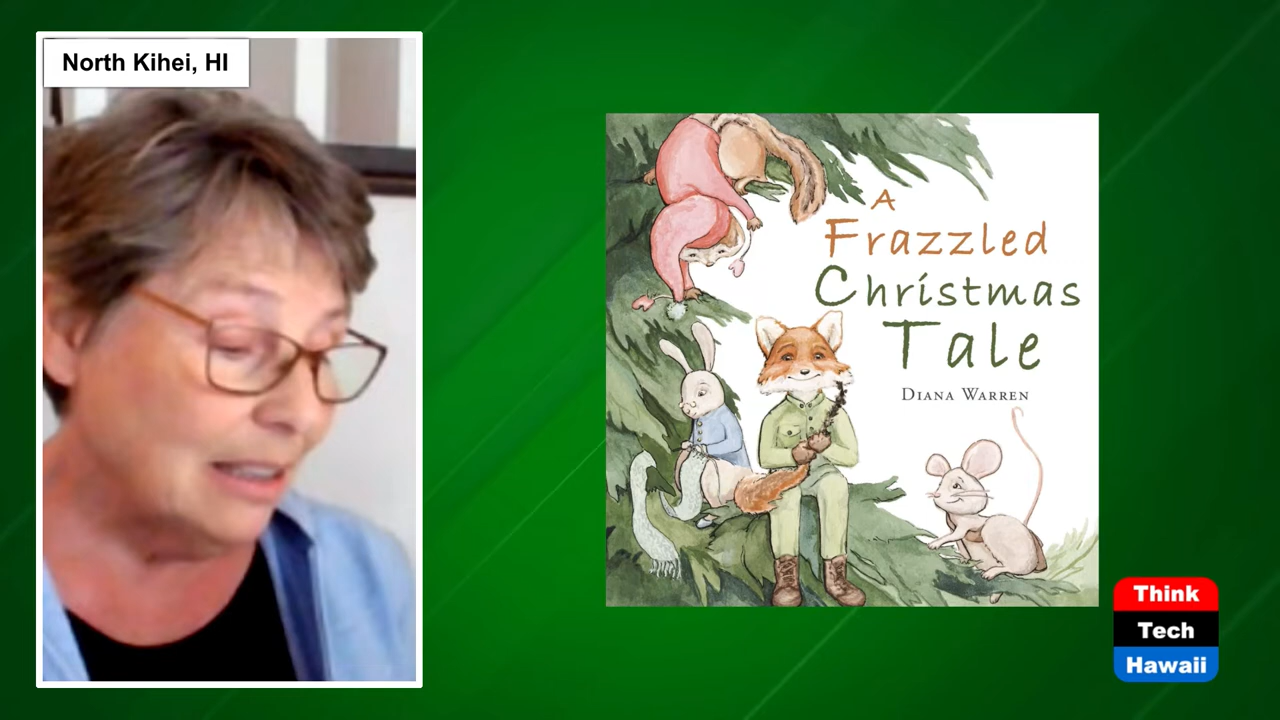 North Kihei, HI
A
Frazzled
Christmas
Tale
Diana Warren
Think
Tech
Hawaii